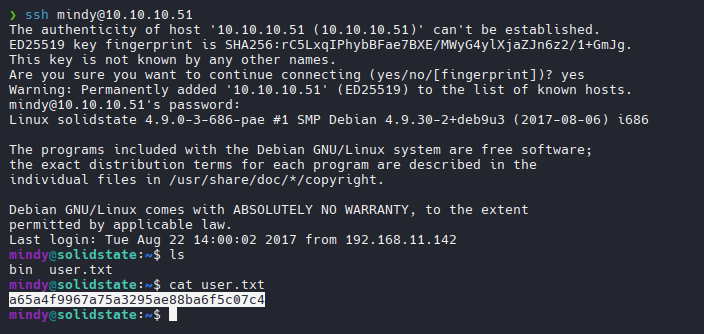 ❯ ssh mindy@10.10.10.51
The authenticity of host '10.10.10.51 (10.10.10.51)' can't be established.
ED25519 key fingerprint is SHA256:rC5LxqIPhybBFae7BXE/MWyG4ylXjaZJn6z2/1+GmJg.
This key is not known by any other names.
Are you sure you want to continue connecting (yes/no/[fingerprint])? yes
Warning: Permanently added '10.10.10.51' (ED25519) to the list of known hosts.
mindy@10.10.10.51's password:
Linux solidstate 4.9.0-3-686-pae #1 SMP Debian 4.9.30-2+deb9u3 (2017-08-06) i686
The programs included with the Debian GNU/Linux system are free software;
the exact distribution terms for each program are described in the
individual files in /usr/share/doc/*/copyright.
Debian GNU/Linux comes with ABSOLUTELY NO WARRANTY, to the extent
permitted by applicable law.
Last login: Tue Aug 22 14:00:02 2017 from 192.168.11.142
mindy@solidstate:~$ ls
bin  user.txt
mindy@solidstate:~$ cat user.txt
a65a4f9967a75a3295ae88ba6f5c07c4
mindy@solidstate:~$